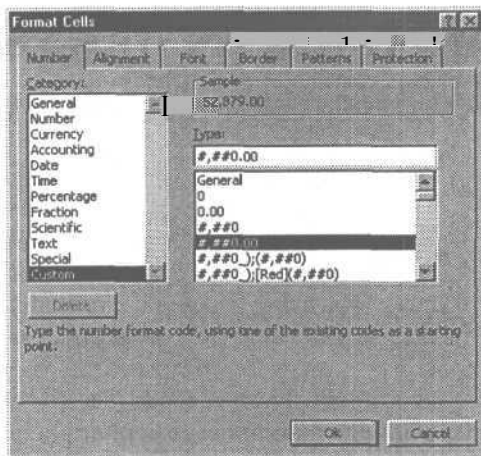 Format Cells
Number Alignment Font Border Patterns Protection
Category:
General
Number
Currency
Accounting
Date
Time
Percentage
Fraction
Scientific
Text
Special
Custom
Sample
52,879.00
Type:
#,##0.00
General
0
0.00
#,##0
#,##0.00
#,##0_);(#,##0)
#,##0_);[Red](#,##0)
Delete
Type the number format code, using one of the existing codes as a starting
point.
OK Cancel